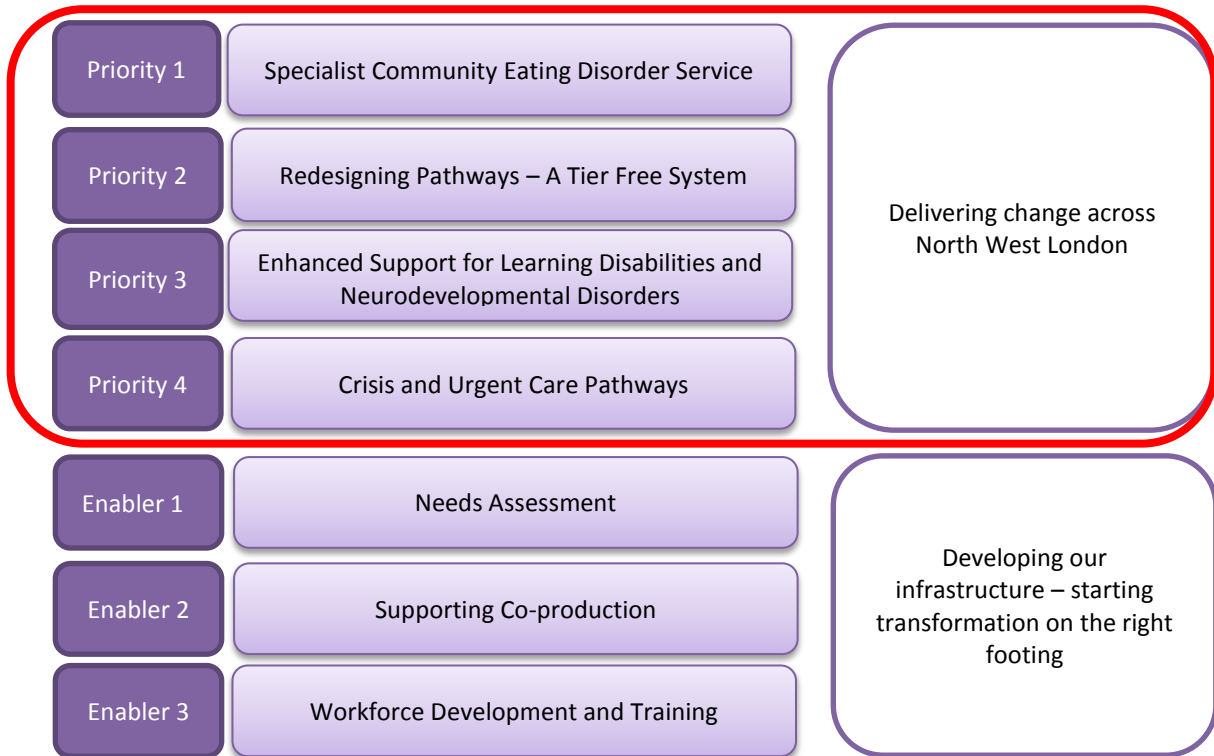 Priority 1
Specialist Community Eating Disorder Service
Priority 2
Redesigning Pathways – A Tier Free System
Priority 3
Enhanced Support for Learning Disabilities and
Neurodevelopmental Disorders
Priority 4
Crisis and Urgent Care Pathways
Delivering change across
North West London
Enabler 1
Needs Assessment
Enabler 2
Supporting Co-production
Enabler 3
Workforce Development and Training
Developing our
infrastructure – starting
transformation on the right
footing